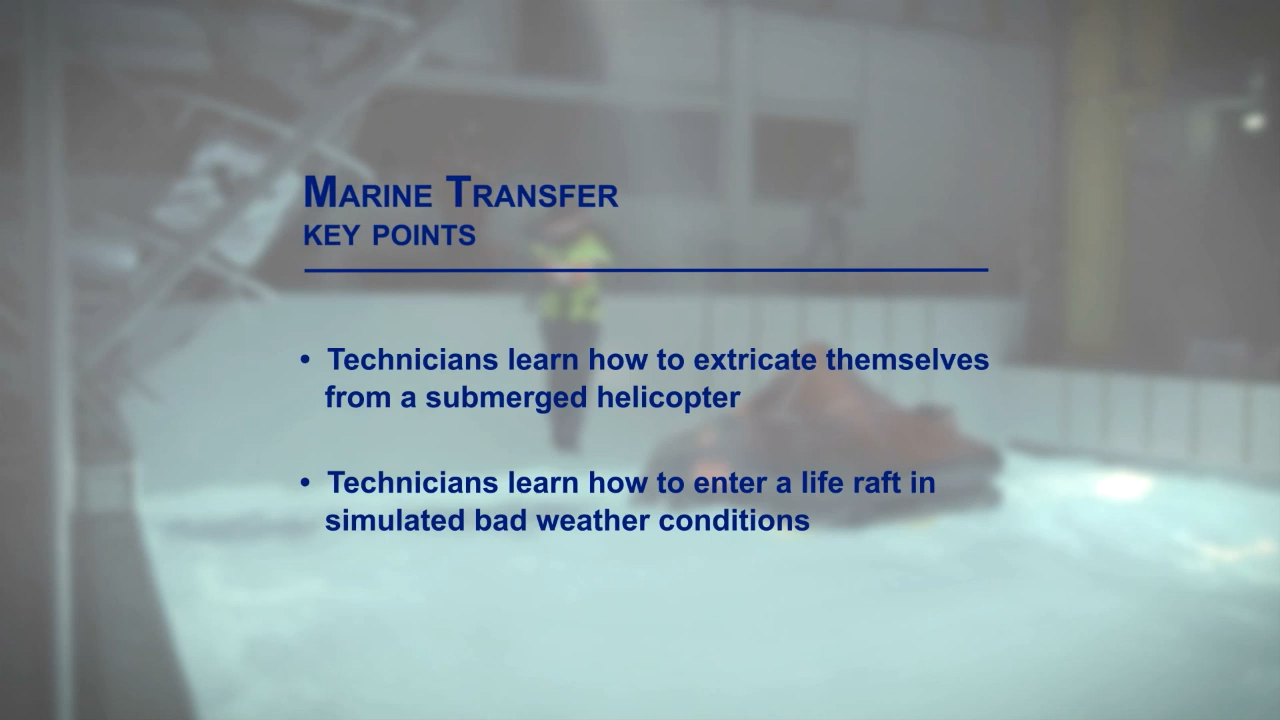 Marine Transfer
key points
• Technicians learn how to extricate themselves
from a submerged helicopter
• Technicians learn how to enter a life raft in
simulated bad weather conditions